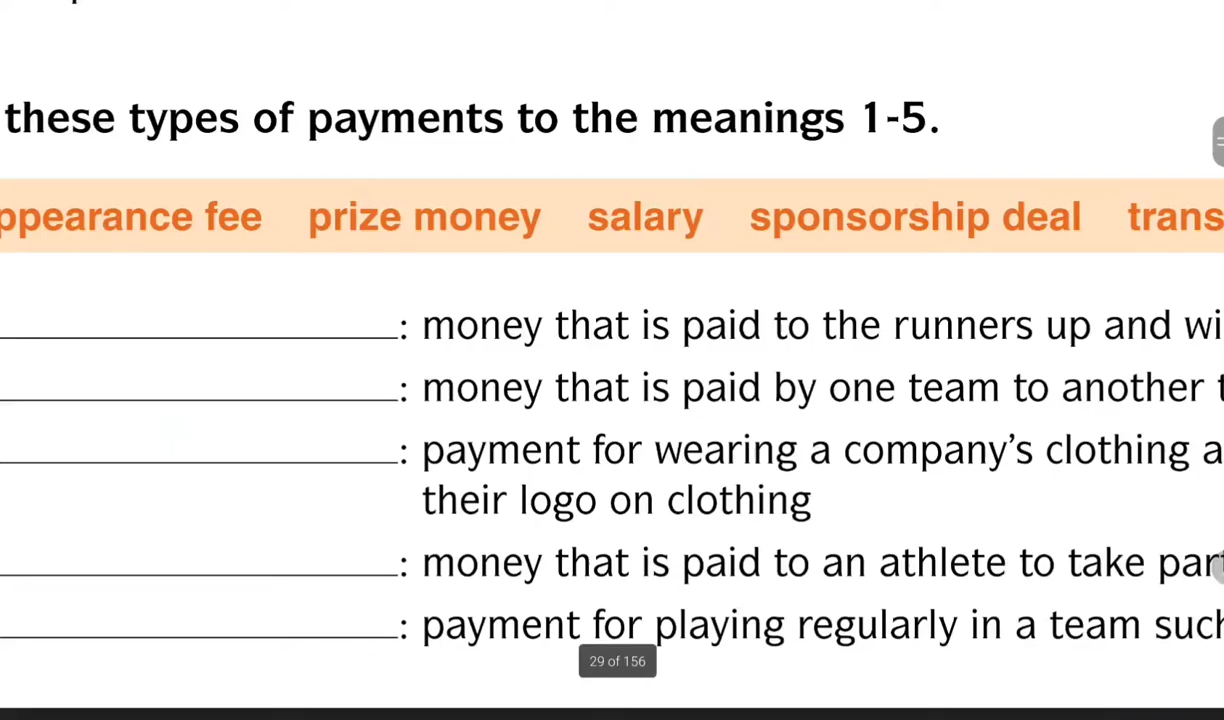 these types of payments to the meanings 1-5.
ppearance fee prize money salary sponsorship deal trans
: money that is paid to the runners up and wi
: money that is paid by one team to another t
: payment for wearing a company's clothing a
their logo on clothing
: money that is paid to an athlete to take part
: payment for playing regularly in a team such
29 of 156